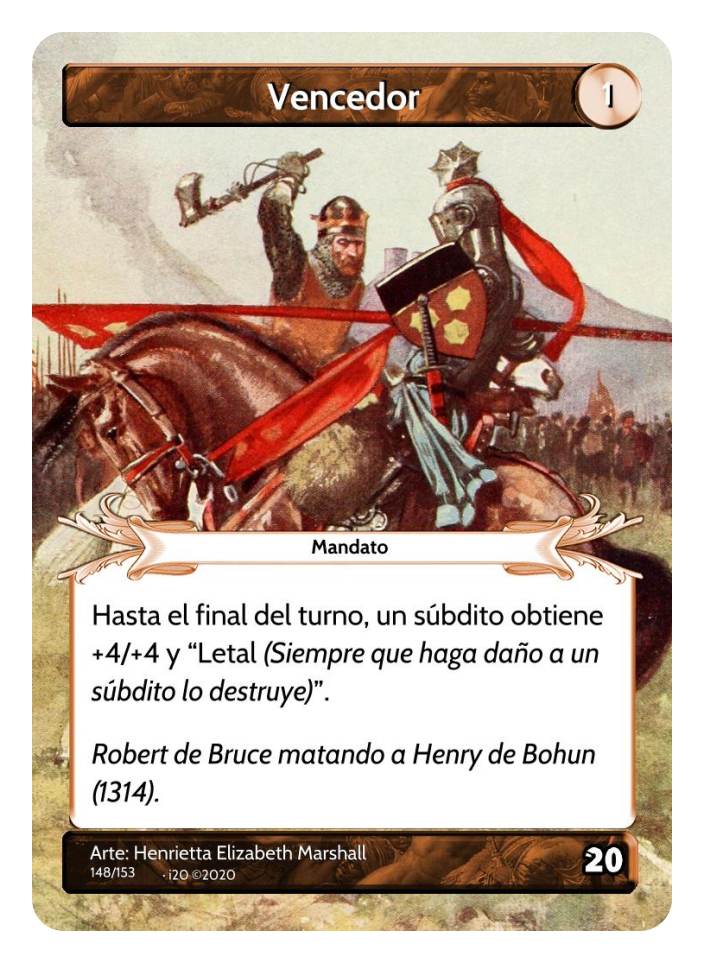 Vencedor
1
Mandato
Hasta el final del turno, un súbdito obtiene
+4/+4 y “Letal (Siempre que haga daño a un
súbdito lo destruye)”.
Robert de Bruce matando a Henry de Bohun
(1314).
Arte: Henrietta Elizabeth Marshall
148/153 · i20 ©2020
20